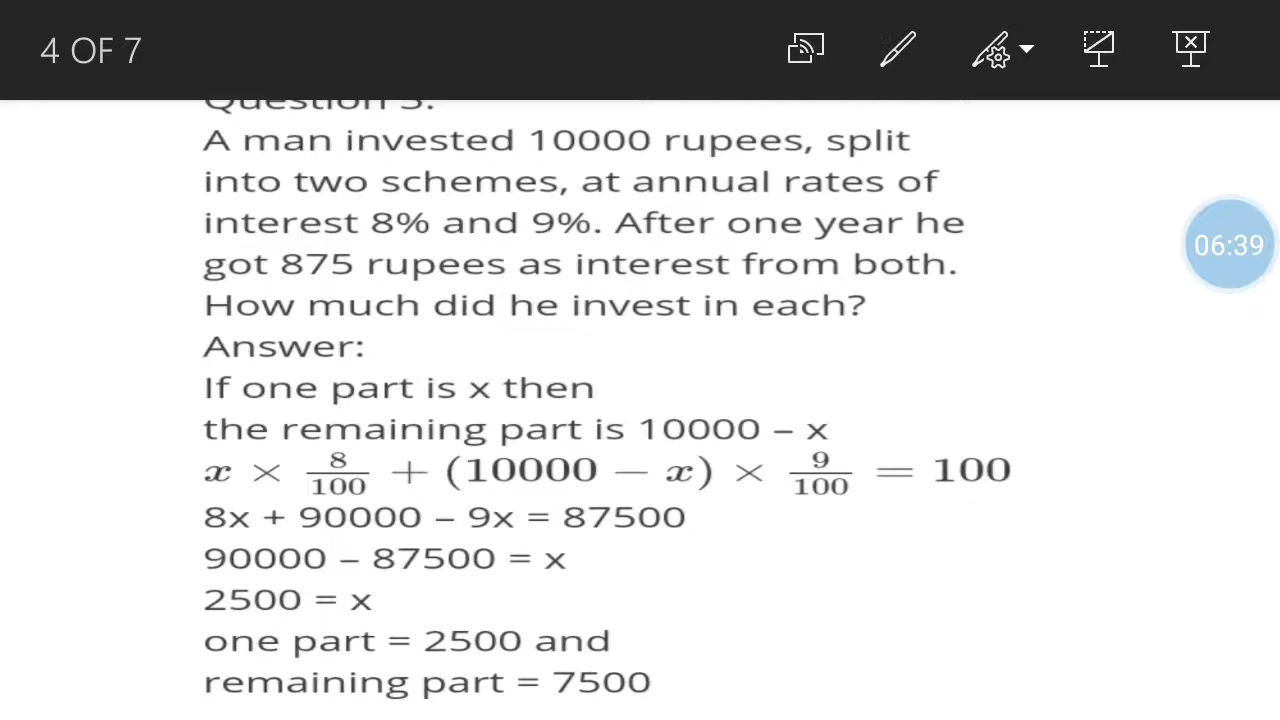 4 OF 7
Question 3:
A man invested 10000 rupees, split
into two schemes, at annual rates of
interest 8% and 9%. After one year he
got 875 rupees as interest from both.
How much did he invest in each?
Answer:
If one part is x then
the remaining part is 10000 – x
x × 8/100 + (10000 − x) × 9/100 = 100
8x + 90000 – 9x = 87500
90000 – 87500 = x
2500 = x
one part = 2500 and
remaining part = 7500
06:39